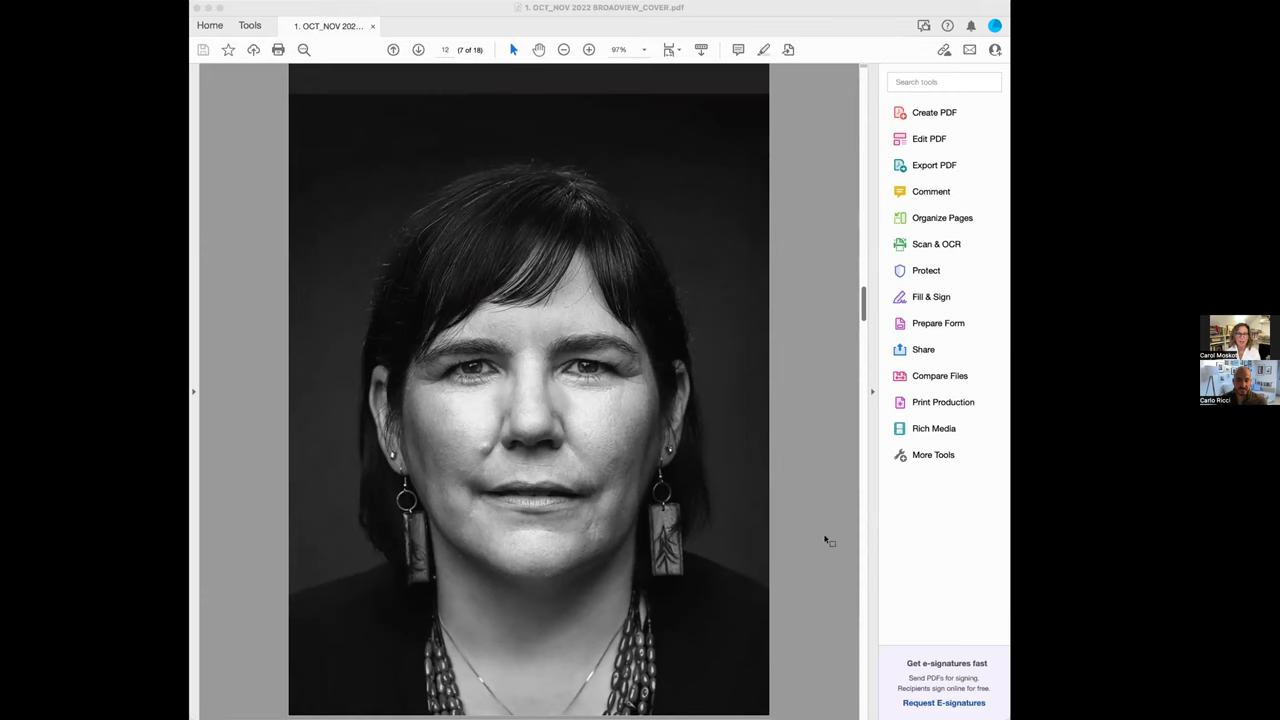 1. OCT_NOV 2022 BROADVIEW_COVER.pdf
Home
Tools
1. OCT_NOV 202...
12
(7 of 18)
97%
Search tools
Create PDF
Edit PDF
Export PDF
Comment
Organize Pages
Scan & OCR
Protect
Fill & Sign
Prepare Form
Share
Compare Files
Print Production
Rich Media
More Tools
Carol Moskot
Carlo Ricci
Get e-signatures fast
Send PDFs for signing.
Recipients sign online for free.
Request E-signatures